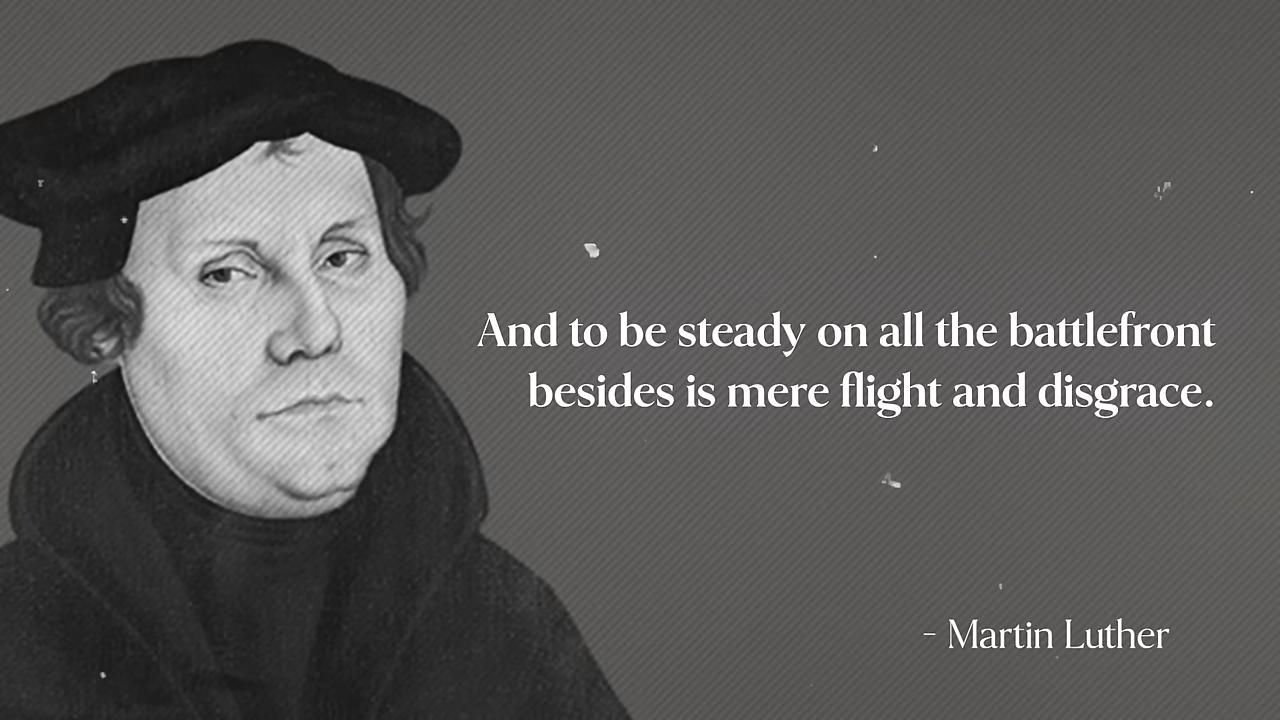 And to be steady on all the battlefront
besides is mere flight and disgrace.
- Martin Luther